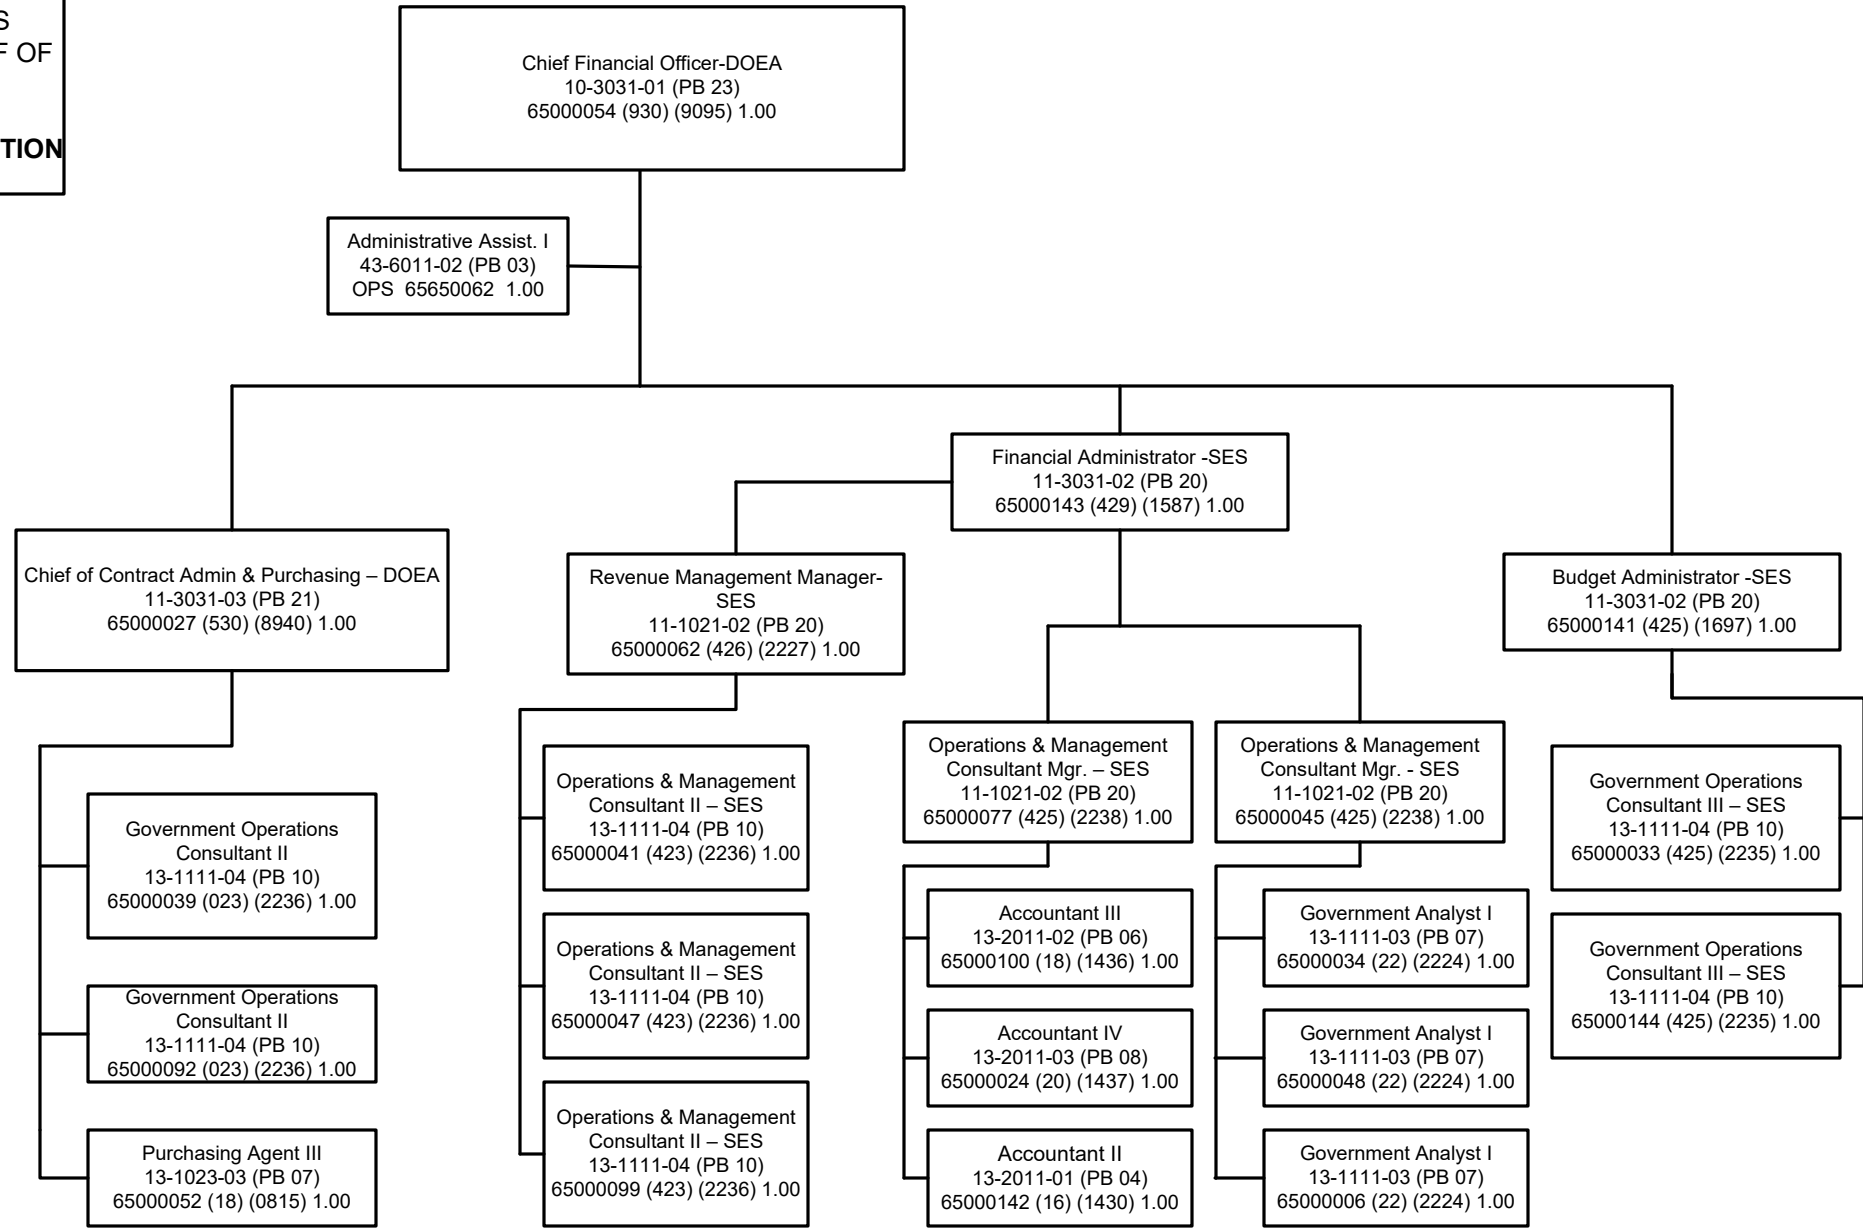 S
F OF
TION
Chief Financial Officer-DOEA
10-3031-01 (PB 23)
65000054 (930) (9095) 1.00
Administrative Assist. I
43-6011-02 (PB 03)
OPS  65650062  1.00
Financial Administrator -SES
11-3031-02 (PB 20)
65000143 (429) (1587) 1.00
Chief of Contract Admin & Purchasing – DOEA
11-3031-03 (PB 21)
65000027 (530) (8940) 1.00
Revenue Management Manager-
SES
11-1021-02 (PB 20)
65000062 (426) (2227) 1.00
Budget Administrator -SES
11-3031-02 (PB 20)
65000141 (425) (1697) 1.00
Government Operations
Consultant II
13-1111-04 (PB 10)
65000039 (023) (2236) 1.00
Government Operations
Consultant II
13-1111-04 (PB 10)
65000092 (023) (2236) 1.00
Purchasing Agent III
13-1023-03 (PB 07)
65000052 (18) (0815) 1.00
Operations & Management
Consultant II – SES
13-1111-04 (PB 10)
65000041 (423) (2236) 1.00
Operations & Management
Consultant II – SES
13-1111-04 (PB 10)
65000047 (423) (2236) 1.00
Operations & Management
Consultant II – SES
13-1111-04 (PB 10)
65000099 (423) (2236) 1.00
Operations & Management
Consultant Mgr. – SES
11-1021-02 (PB 20)
65000077 (425) (2238) 1.00
Accountant III
13-2011-02 (PB 06)
65000100 (18) (1436) 1.00
Accountant IV
13-2011-03 (PB 08)
65000024 (20) (1437) 1.00
Accountant II
13-2011-01 (PB 04)
65000142 (16) (1430) 1.00
Operations & Management
Consultant Mgr. - SES
11-1021-02 (PB 20)
65000045 (425) (2238) 1.00
Government Analyst I
13-1111-03 (PB 07)
65000034 (22) (2224) 1.00
Government Analyst I
13-1111-03 (PB 07)
65000048 (22) (2224) 1.00
Government Analyst I
13-1111-03 (PB 07)
65000006 (22) (2224) 1.00
Government Operations
Consultant III – SES
13-1111-04 (PB 10)
65000033 (425) (2235) 1.00
Government Operations
Consultant III – SES
13-1111-04 (PB 10)
65000144 (425) (2235) 1.00